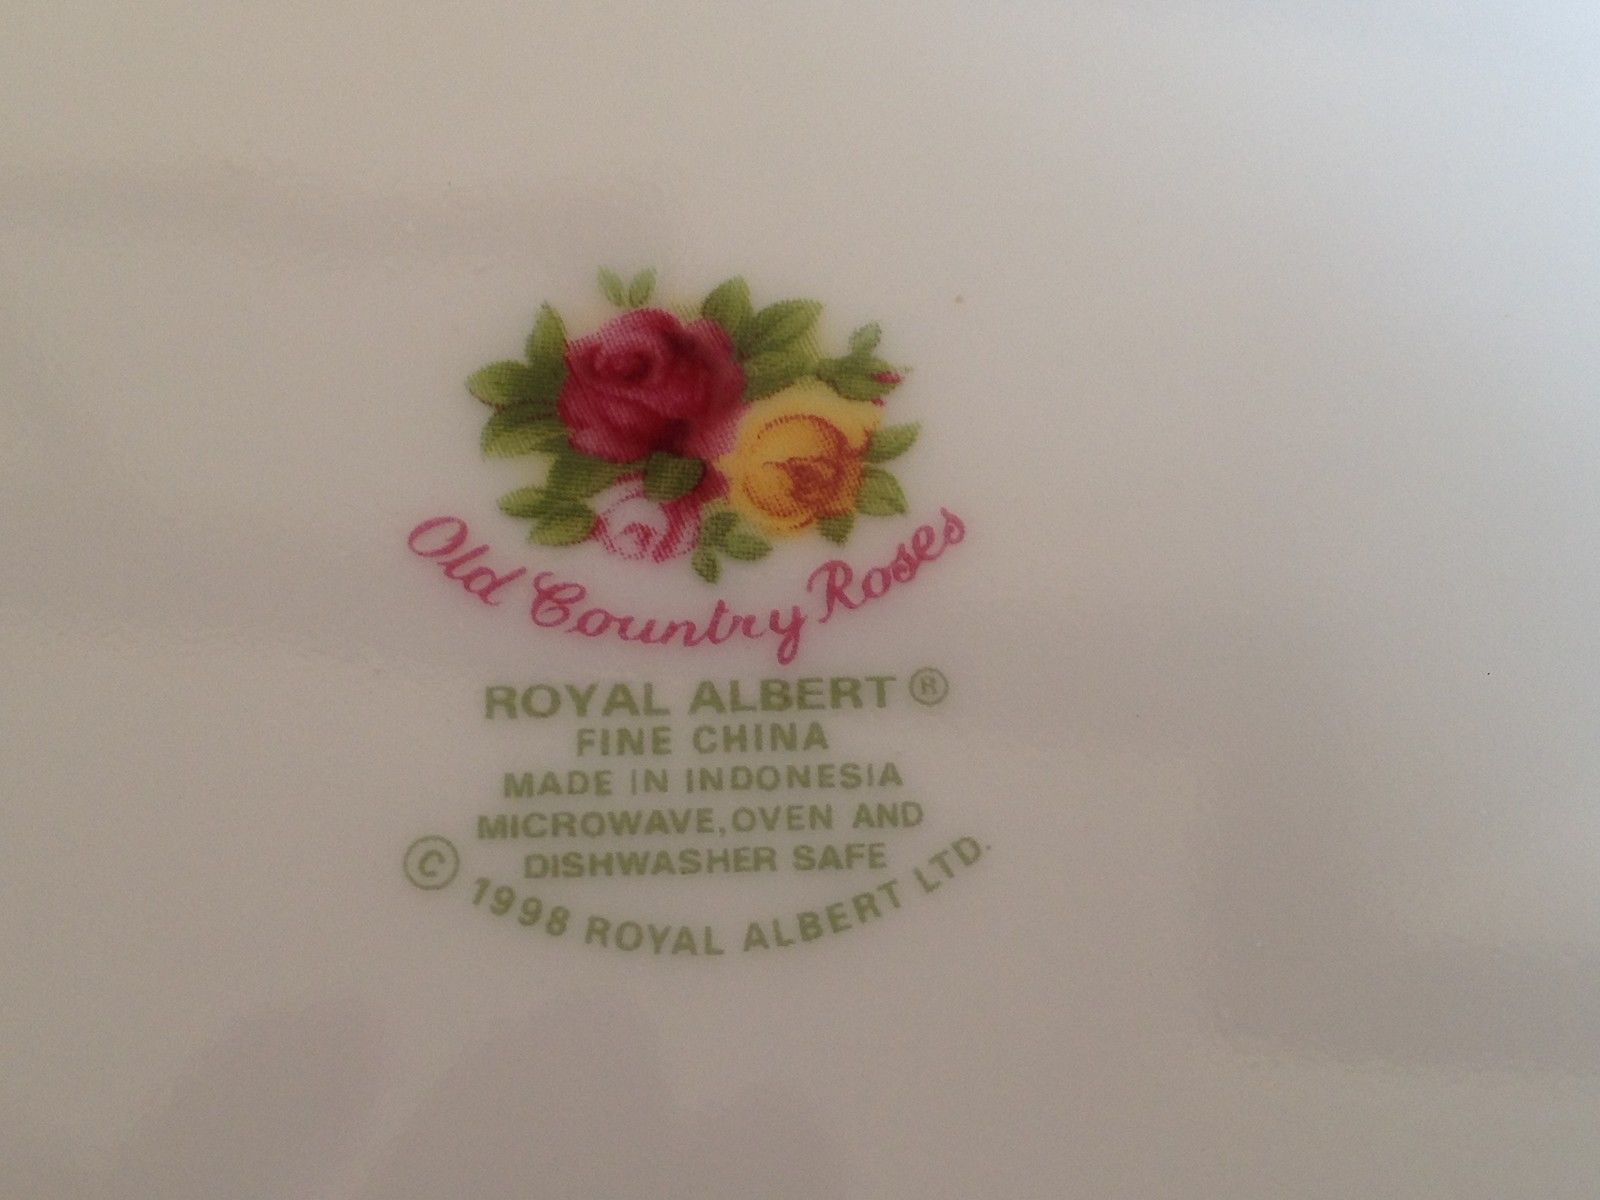 Old Country Roses
ROYAL ALBERT ®
FINE CHINA
MADE IN INDONESIA
MICROWAVE, OVEN AND
DISHWASHER SAFE
© 1998 ROYAL ALBERT LTD.